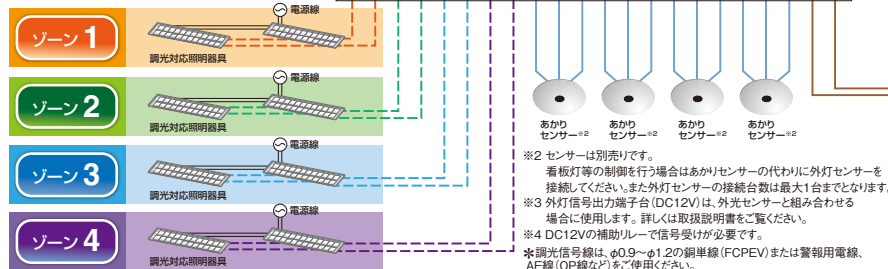 電源線
ゾーン 1
調光対応照明器具
電源線
ゾーン 2
調光対応照明器具
電源線
ゾーン 3
調光対応照明器具
電源線
ゾーン 4
調光対応照明器具
あかり
センサー※2
あかり
センサー※2
あかり
センサー※2
あかり
センサー※2
※2 センサーは別売りです。
看板灯等の制御を行う場合はあかりセンサーの代わりに外灯センサーを
接続してください。また外灯センサーの接続台数は最大1台までとなります。
※3 外灯信号出力端子台(DC12V)は、外光センサーと組み合わせる
場合に使用します。詳しくは取扱説明書をご覧ください。
※4 DC12Vの補助リレーで信号受けが必要です。
＊調光信号線は、φ0.9〜φ1.2の銅単線(FCPEV)または警報用電線、
AE線(OP線など)をご使用ください。